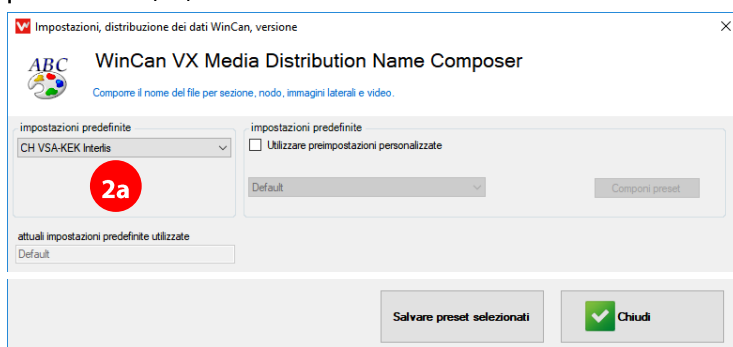 Impostazioni, distribuzione dei dati WinCan, versione
ABC
WinCan VX Media Distribution Name Composer
Comporre il nome del file per sezione, nodo, immagini laterali e video.
impostazioni predefinite
CH VSA-KEK Interlis
2a
impostazioni predefinite
Utilizzare preimpostazioni personalizzate
Default
Componi preset
attuali impostazioni predefinite utilizzate
Default
Salvare preset selezionati
Chiudi